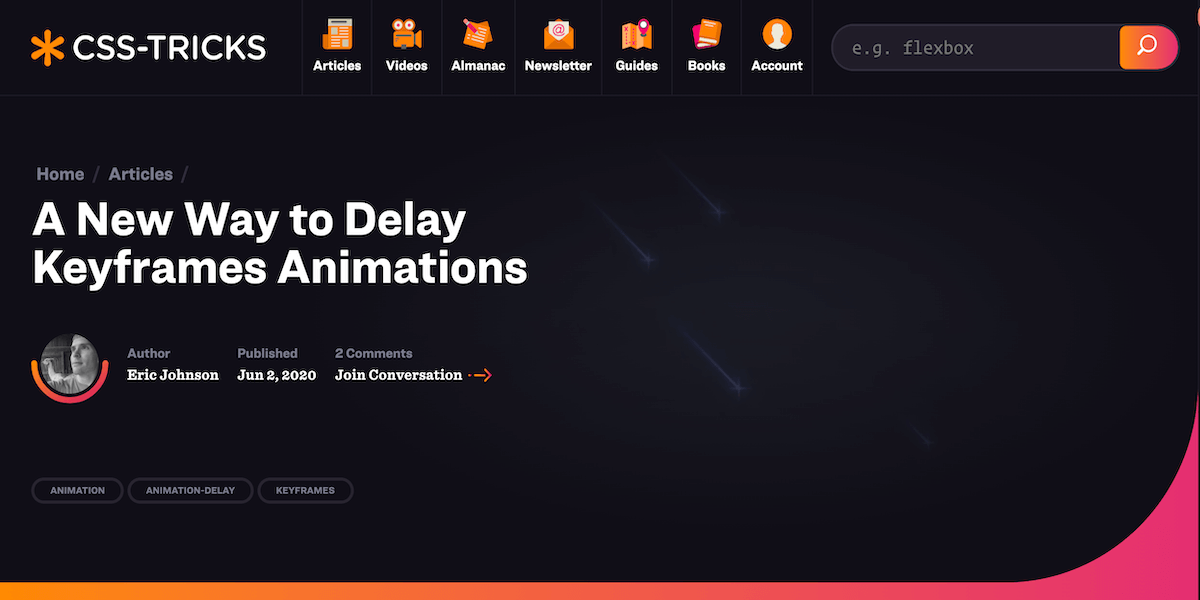 CSS-TRICKS
Articles
Videos
Almanac
@
Newsletter
Guides
Books
Account
e.g. flexbox
Home / Articles /
A New Way to Delay
Keyframes Animations
Author
Eric Johnson
Published
Jun 2, 2020
2 Comments
Join Conversation
ANIMATION
ANIMATION-DELAY
KEYFRAMES